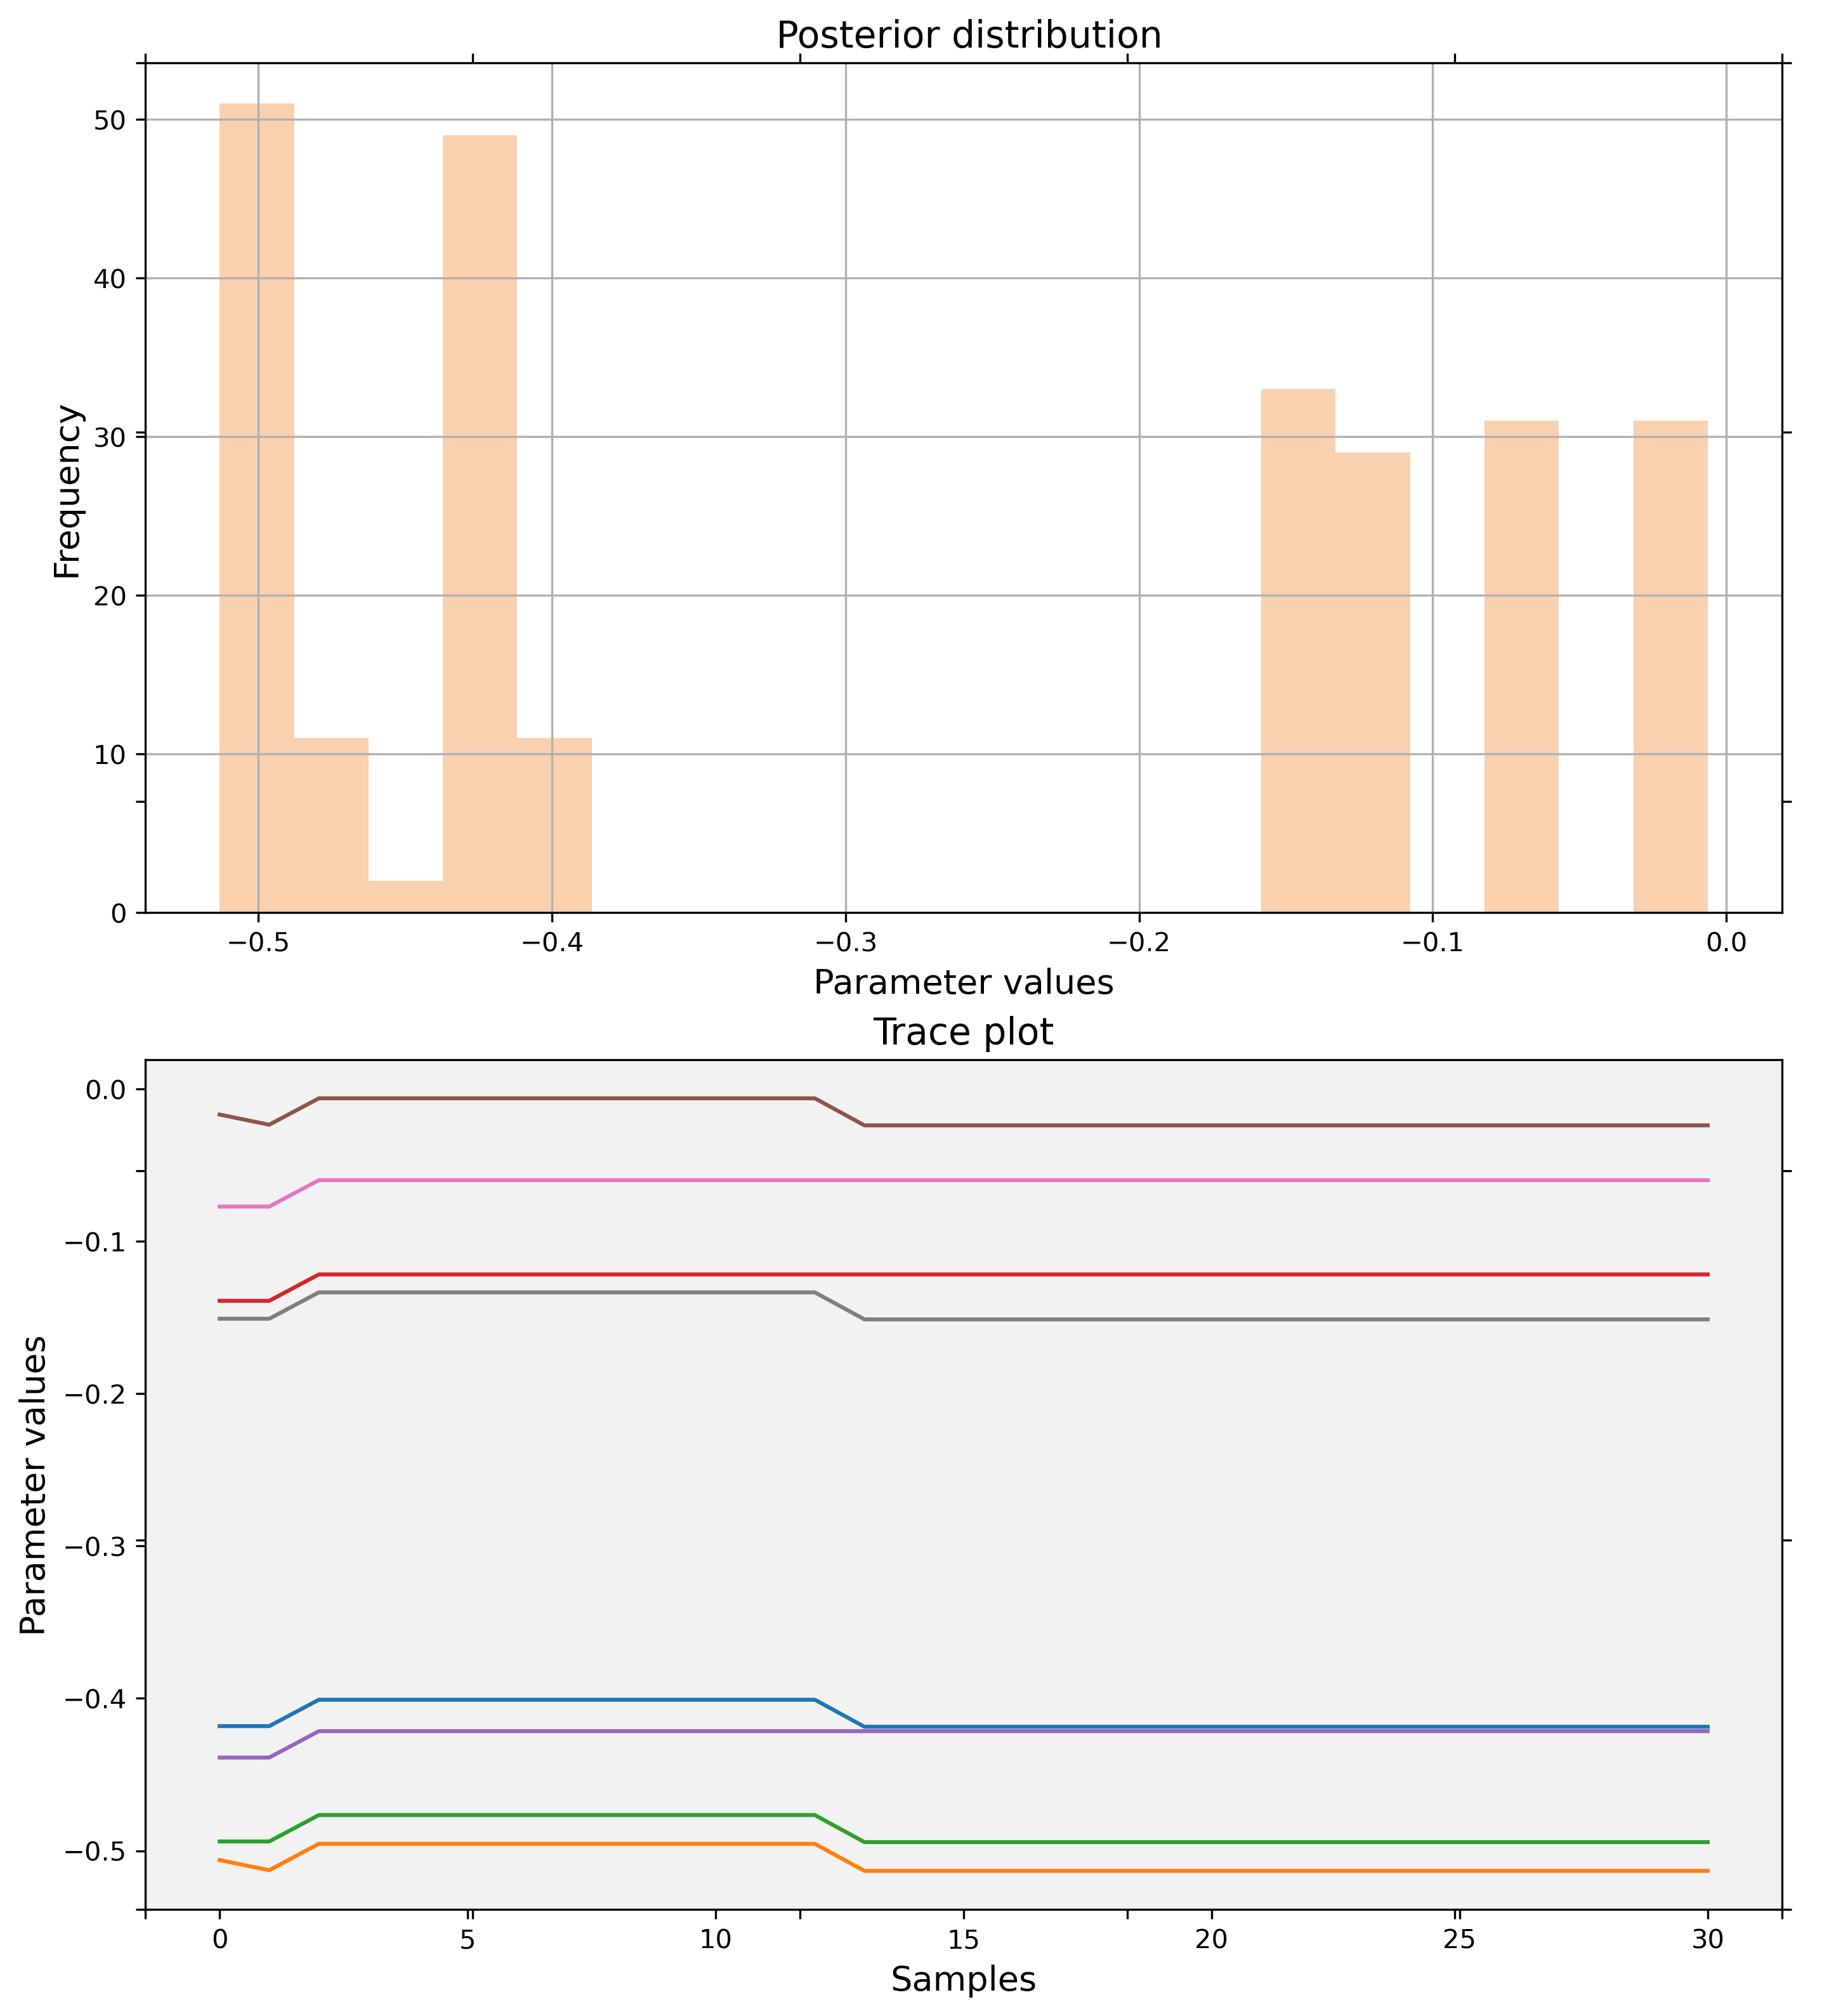 Posterior distribution
Frequency
50
40
30
20
10
0
−0.5 −0.4 −0.3 −0.2 −0.1 0.0
Parameter values
Trace plot
Parameter values
0.0
−0.1
−0.2
−0.3
−0.4
−0.5
0 5 10 15 20 25 30
Samples